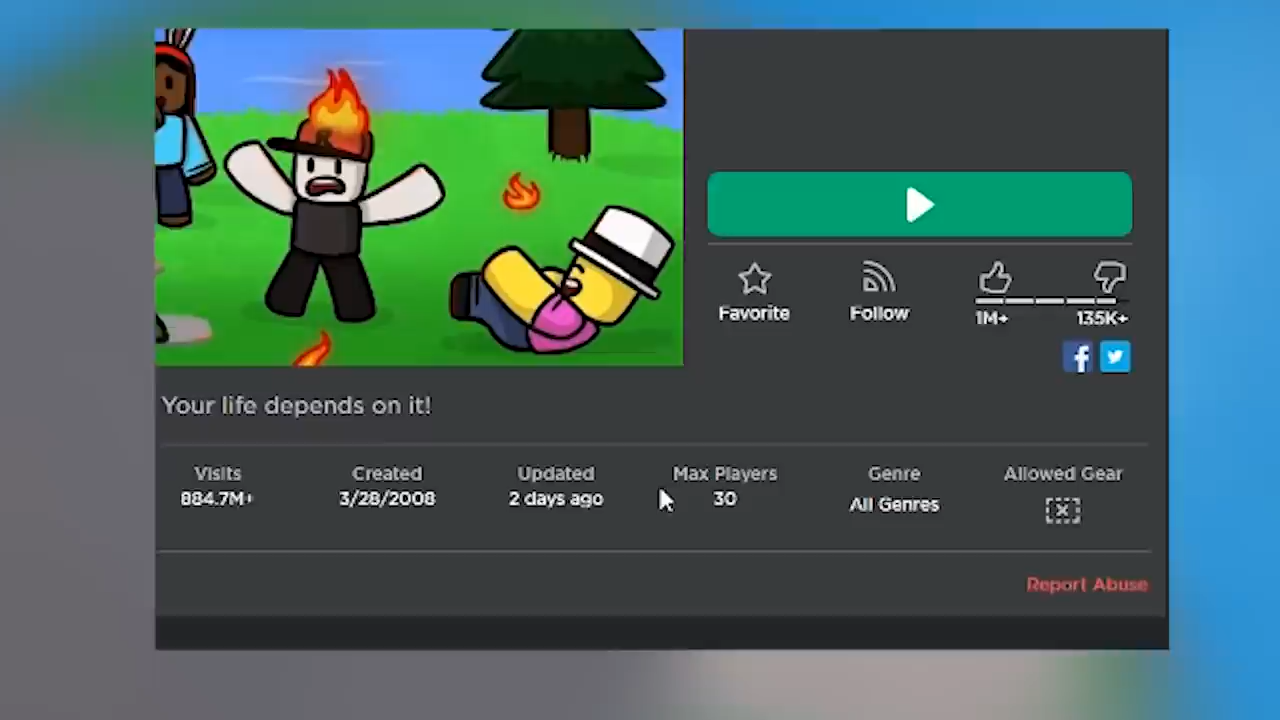 Favorite
Follow
1M+
135K+
Your life depends on it!
Visits
884.7M+
Created
3/28/2008
Updated
2 days ago
Max Players
30
Genre
All Genres
Allowed Gear
Report Abuse